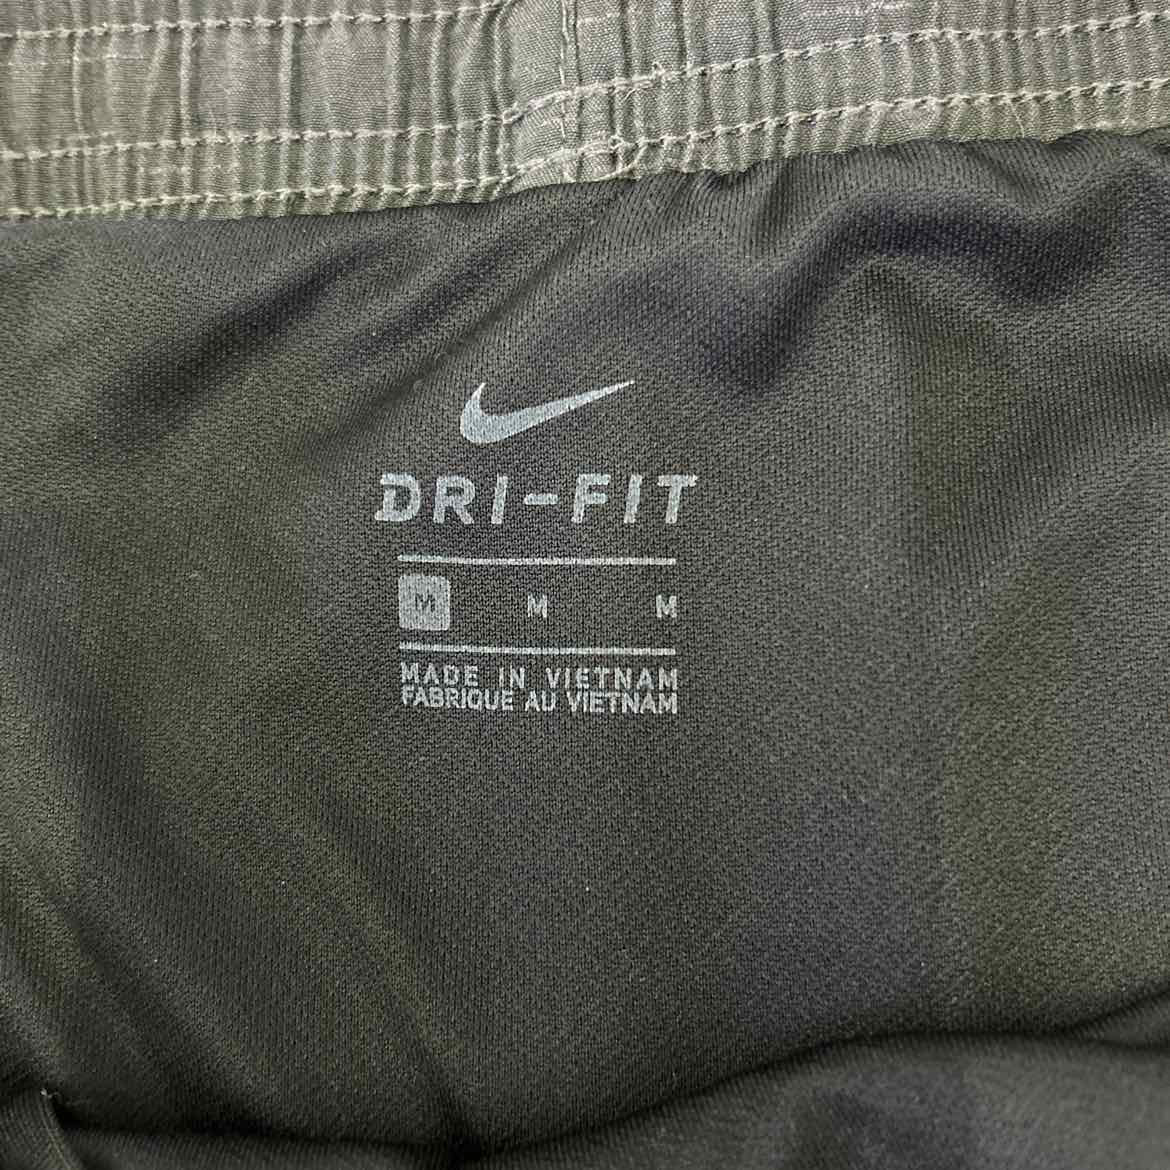 DRI-FIT
M M M
MADE IN VIETNAM
FABRIQUE AU VIETNAM